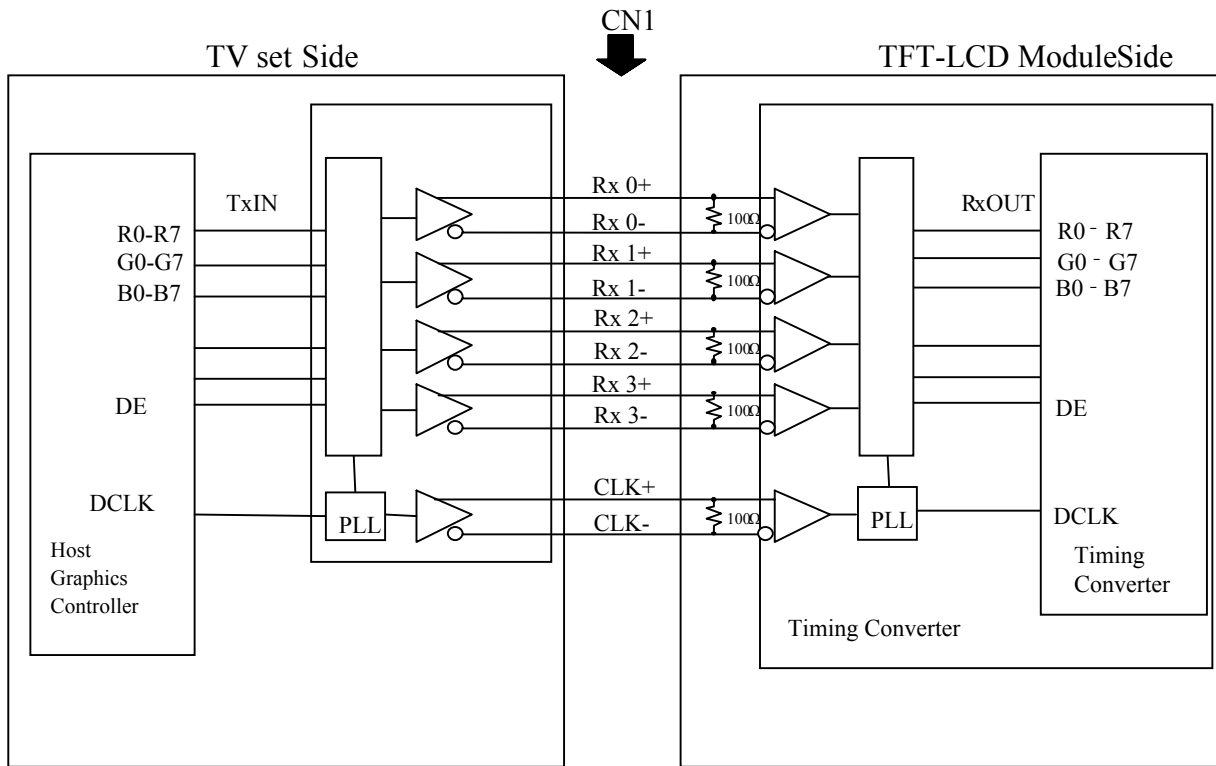 CN1
TV set Side
TFT-LCD ModuleSide
TxIN
R0-R7
G0-G7
B0-B7
DE
DCLK
Host
Graphics
Controller
PLL
Rx 0+
Rx 0-
Rx 1+
Rx 1-
Rx 2+
Rx 2-
Rx 3+
Rx 3-
CLK+
CLK-
100Ω
100Ω
100Ω
100Ω
100Ω
PLL
RxOUT
R0 - R7
G0 - G7
B0 - B7
DE
DCLK
Timing
Converter
Timing Converter